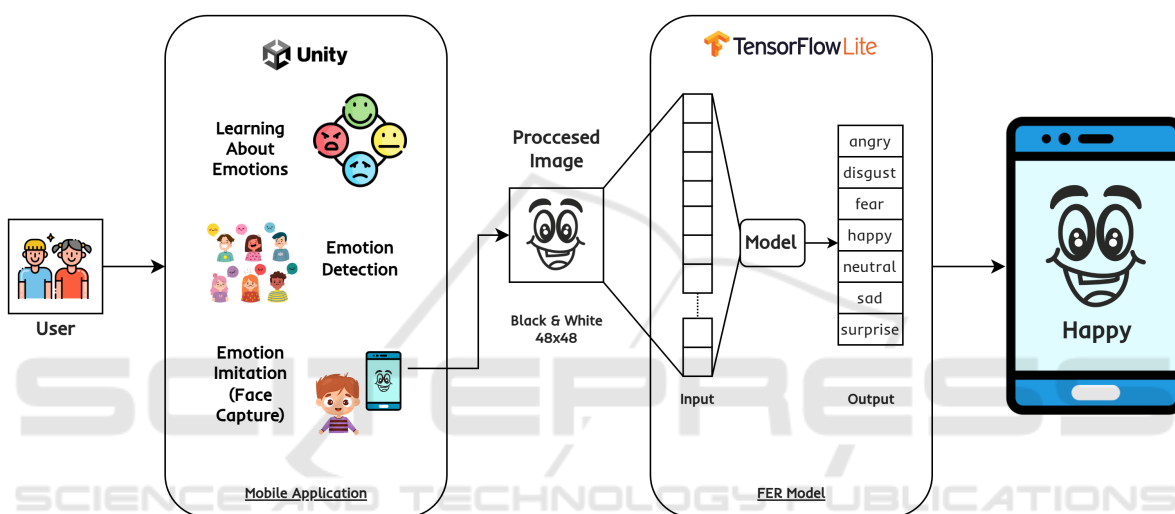 Unity
Learning
About
Emotions
Emotion
Detection
Emotion
Imitation
(Face
Capture)
Mobile Application
User
Proccesed
Image
Black & White
48x48
TensorFlow Lite
Input
Model
angry
disgust
fear
happy
neutral
sad
surprise
Output
FER Model
Happy
SCITEPRESS
SCIENCE AND TECHNOLOGY PUBLICATIONS